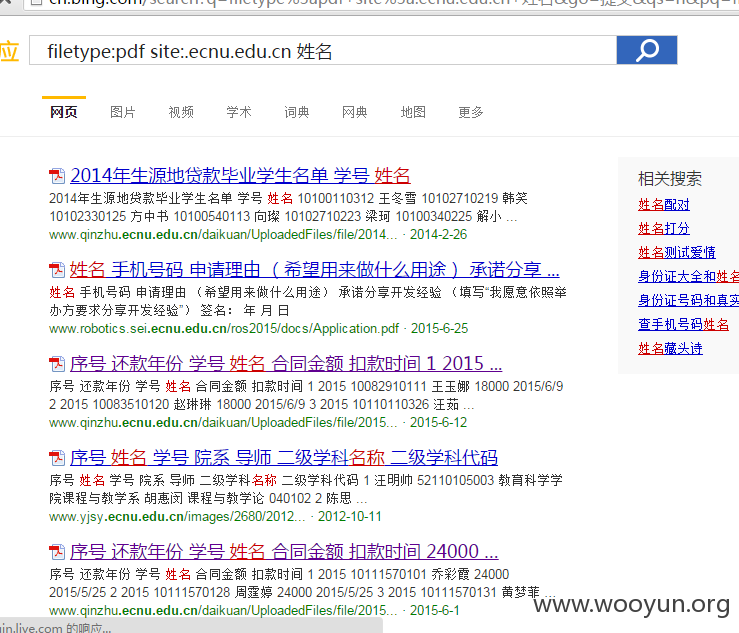 cn.bing.com/search?q=filetype%3apdf+site%3a.ecnu.edu.cn+姓名&go=提交&qs=n&pq=
应
filetype:pdf site:.ecnu.edu.cn 姓名
网页 图片 视频 学术 词典 网典 地图 更多
2014年生源地贷款毕业学生名单 学号 姓名
2014年生源地贷款毕业学生名单 学号 姓名 10100110312 王冬雪 10102710219 韩笑
10102330125 方中书 10100540113 向璨 10102710223 梁珂 10100340225 解小 ...
www.qinzhu.ecnu.edu.cn/daikuan/UploadedFiles/file/2014... · 2014-2-26
姓名 手机号码 申请理由 （希望用来做什么用途 ）承诺分享 ...
姓名 手机号码 申请理由 （希望用来做什么用途） 承诺分享开发经验 （填写“我愿意依照举
办方要求分享开发经验”） 签名： 年 月 日
www.robotics.sei.ecnu.edu.cn/ros2015/docs/Application.pdf · 2015-6-25
序号 还款年份 学号 姓名 合同金额 扣款时间 1 2015 ...
序号 还款年份 学号 姓名 合同金额 扣款时间 1 2015 10082910111 王玉娜 18000 2015/6/9
2 2015 10083510120 赵琳琳 18000 2015/6/9 3 2015 10110110326 汪茹 ...
www.qinzhu.ecnu.edu.cn/daikuan/UploadedFiles/file/2015... · 2015-6-12
序号 姓名 学号 院系 导师 二级学科名称 二级学科代码
序号 姓名 学号 院系 导师 二级学科名称 二级学科代码 1 汪明帅 52110105003 教育科学学
院课程与教学系 胡惠闵 课程与教学论 040102 2 陈思 ...
www.yjsy.ecnu.edu.cn/images/2680/2012... · 2012-10-11
序号 还款年份 学号 姓名 合同金额 扣款时间 24000 ...
序号 还款年份 学号 姓名 合同金额 扣款时间 1 2015 10111570101 乔彩霞 24000
2015/5/25 2 2015 10111570128 周霆婷 24000 2015/5/25 3 2015 10111570131 黄梦菲 ...
www.qinzhu.ecnu.edu.cn/daikuan/UploadedFiles/file/2015... · 2015-6-1
相关搜索
姓名配对
姓名打分
姓名测试爱情
身份证大全和姓名
身份证号码和真实
查手机号码姓名
姓名藏头诗
www.wooyun.org
in.live.com 的响应...